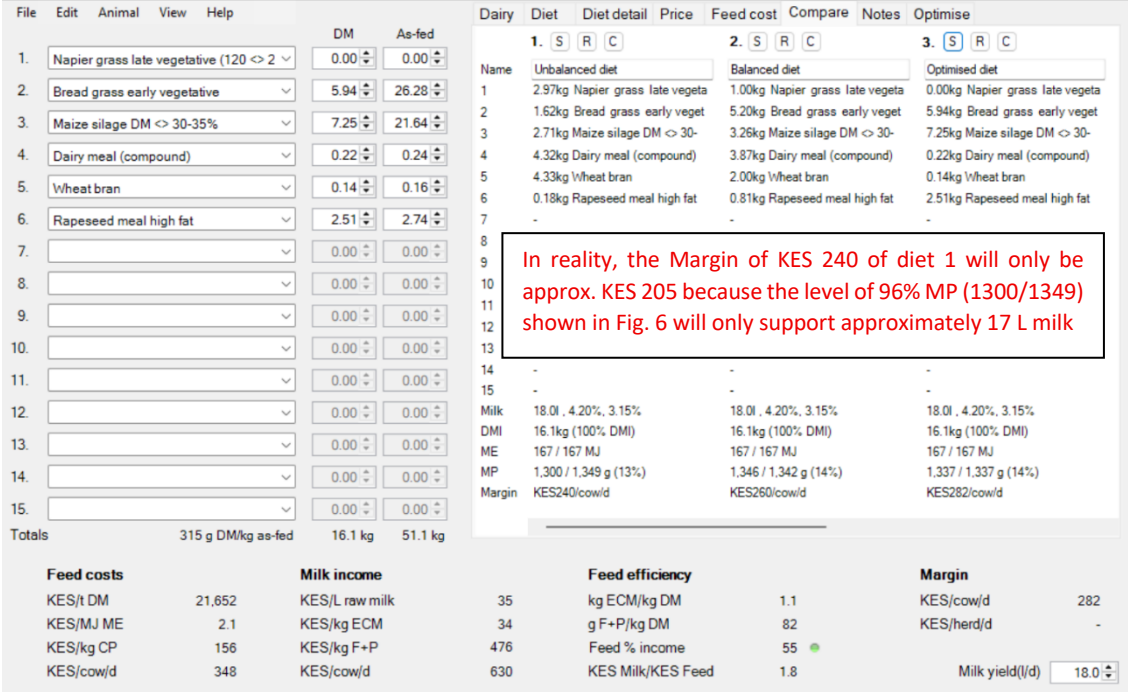 File Edit Animal View Help
Dairy Diet Diet detail Price Feed cost Compare Notes Optimise
DM As-fed
1. Napier grass late vegetative (120 <> 2 0.00 0.00
2. Bread grass early vegetative 5.94 26.28
3. Maize silage DM <> 30-35% 7.25 21.64
4. Dairy meal (compound) 0.22 0.24
5. Wheat bran 0.14 0.16
6. Rapeseed meal high fat 2.51 2.74
7. 0.00 0.00
8. 0.00 0.00
9. 0.00 0.00
10. 0.00 0.00
11. 0.00 0.00
12. 0.00 0.00
13. 0.00 0.00
14. 0.00 0.00
15. 0.00 0.00
Totals 315 g DM/kg as-fed 16.1 kg 51.1 kg
1. S R C 2. S R C 3. S R C
Name Unbalanced diet Balanced diet Optimised diet
1 2.97kg Napier grass late vegeta 1.00kg Napier grass late vegeta 0.00kg Napier grass late vegeta
2 1.62kg Bread grass early veget 5.20kg Bread grass early veget 5.94kg Bread grass early veget
3 2.71kg Maize silage DM <> 30- 3.26kg Maize silage DM <> 30- 7.25kg Maize silage DM <> 30-
4 4.32kg Dairy meal (compound) 3.87kg Dairy meal (compound) 0.22kg Dairy meal (compound)
5 4.33kg Wheat bran 2.00kg Wheat bran 0.14kg Wheat bran
6 0.18kg Rapeseed meal high fat 0.81kg Rapeseed meal high fat 2.51kg Rapeseed meal high fat
7 - - -
8
9
10
11
12
13
In reality, the Margin of KES 240 of diet 1 will only be
approx. KES 205 because the level of 96% MP (1300/1349)
shown in Fig. 6 will only support approximately 17 L milk
14 - - -
15 - - -
Milk 18.0l , 4.20%, 3.15% 18.0l , 4.20%, 3.15% 18.0l , 4.20%, 3.15%
DMI 16.1kg (100% DMI) 16.1kg (100% DMI) 16.1kg (100% DMI)
ME 167 / 167 MJ 167 / 167 MJ 167 / 167 MJ
MP 1,300 / 1,349 g (13%) 1,346 / 1,342 g (14%) 1,337 / 1,337 g (14%)
Margin KES240/cow/d KES260/cow/d KES282/cow/d
Feed costs Milk income Feed efficiency Margin
KES/t DM 21,652 KES/L raw milk 35 kg ECM/kg DM 1.1 KES/cow/d 282
KES/MJ ME 2.1 KES/kg ECM 34 g F+P/kg DM 82 KES/herd/d -
KES/kg CP 156 KES/kg F+P 476 Feed % income 55
KES/cow/d 348 KES/cow/d 630 KES Milk/KES Feed 1.8 Milk yield(l/d) 18.0